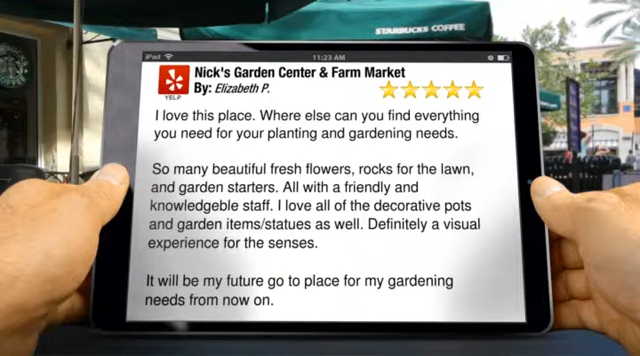 STARBUCKS COFFEE
iPad 11:23 AM
Nick's Garden Center & Farm Market
By: Elizabeth P.
YELP
I love this place. Where else can you find everything
you need for your planting and gardening needs.
So many beautiful fresh flowers, rocks for the lawn,
and garden starters. All with a friendly and
knowledgeble staff. I love all of the decorative pots
and garden items/statues as well. Definitely a visual
experience for the senses.
It will be my future go to place for my gardening
needs from now on.